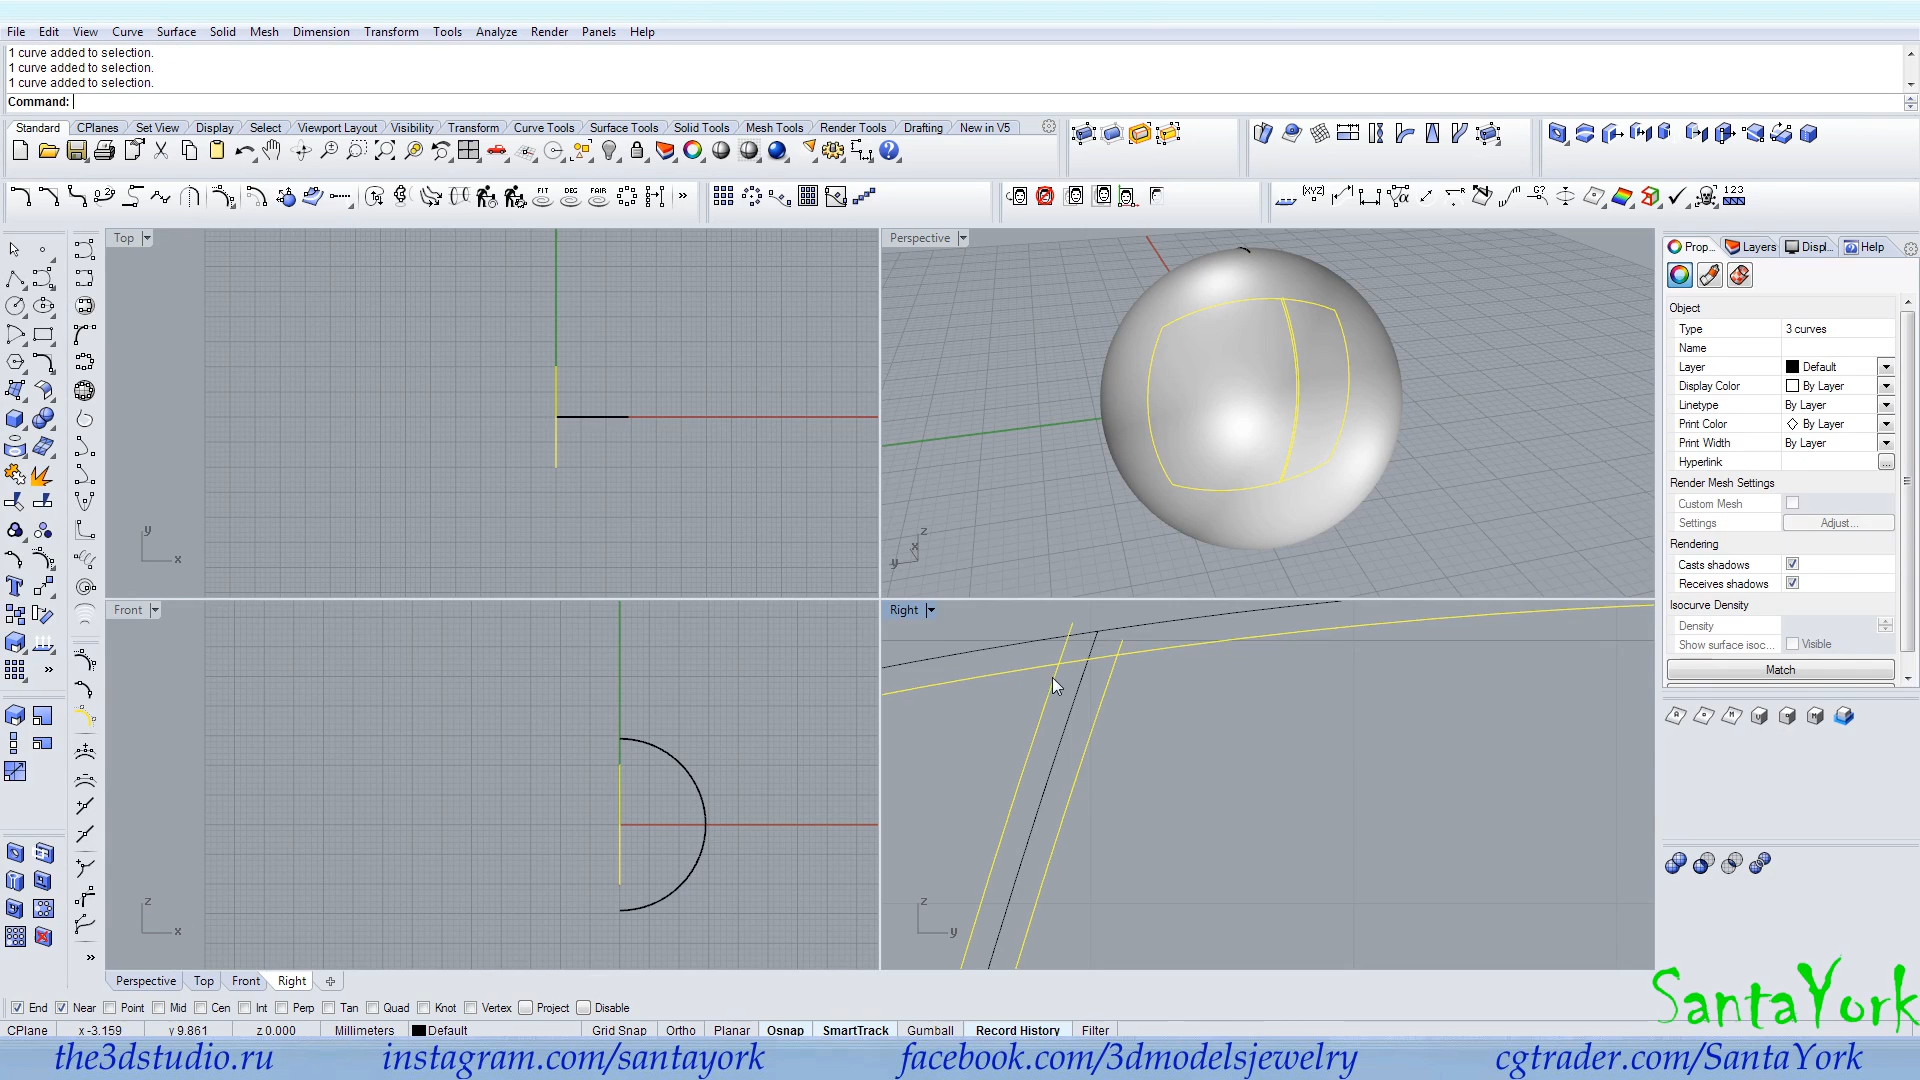 File Edit View Curve Surface Solid Mesh Dimension Transform Tools Analyze Render Panels Help
1 curve added to selection.
1 curve added to selection.
1 curve added to selection.
Command:
Standard CPlanes Set View Display Select Viewport Layout Visibility Transform Curve Tools Surface Tools Solid Tools Mesh Tools Render Tools Drafting New in V5
FIT DEG FAIR » XYZ G? 123
Top
Perspective
Prop... Layers Displ... Help
Object
Type 3 curves
Name
Layer Default
Display Color By Layer
Linetype By Layer
Print Color By Layer
Print Width By Layer
Hyperlink ...
Render Mesh Settings
Custom Mesh
Settings Adjust...
Rendering
Casts shadows
Receives shadows
Isocurve Density
Density
Show surface isoc... Visible
Match
y
x
z
x
y
Front
Right
z
x
z
y
Perspective Top Front Right
End Near Point Mid Cen Int Perp Tan Quad Knot Vertex Project Disable
CPlane x -3.159 y 9.861 z 0.000 Millimeters Default Grid Snap Ortho Planar Osnap SmartTrack Gumball Record History Filter
SantaYork
the3dstudio.ru instagram.com/santayork facebook.com/3dmodelsjewelry cgtrader.com/SantaYork